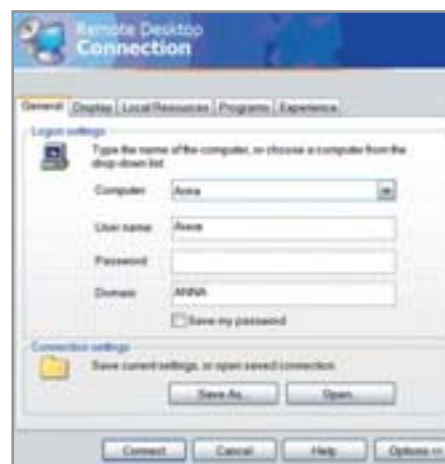 Remote Desktop
Connection
General Display Local Resources Programs Experience
Logon settings
Type the name of the computer, or choose a computer from the
drop-down list
Computer: Anna
User name:
Password:
Domain: ANNA
Save my password
Connection settings
Save current settings, or open saved connection.
Save As... Open...
Connect Cancel Help Options <<